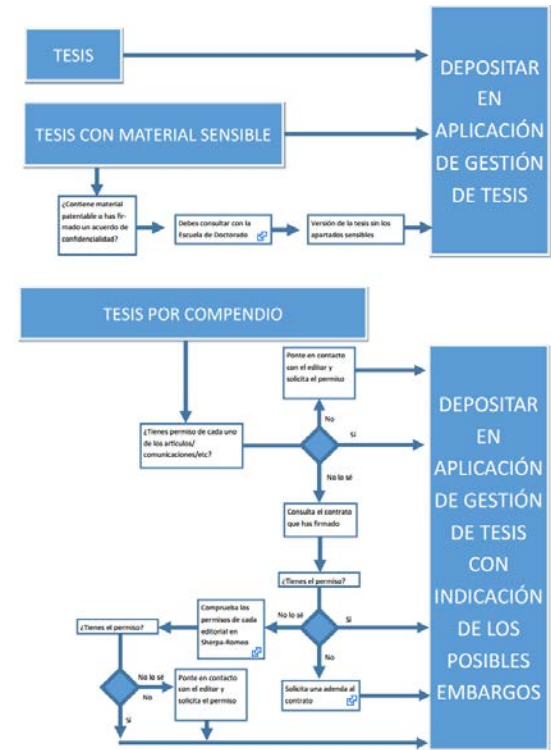 TESIS
DEPOSITAR
EN
APLICACIÓN
DE GESTIÓN
DE TESIS
TESIS CON MATERIAL SENSIBLE
¿Contiene material
patentable o has fir-
mado un acuerdo de
confidencialidad?
Debes consultar con la
Escuela de Doctorado
Versión de la tesis sin los
apartados sensibles
TESIS POR COMPENDIO
Ponte en contacto
con el editor y
solicita el permiso
No
¿Tienes permiso de cada uno
de los artículos/
comunicaciones/etc?
Sí
No lo sé
Consulta el contrato
que has firmado
¿Tienes el permiso?
No lo sé
Sí
No
Comprueba los
permisos de cada
editorial en
Sherpa-Romeo
Solicita una adenda al
contrato
¿Tienes el permiso?
No lo sé
No
Sí
Ponte en contacto
con el editor y
solicita el permiso
DEPOSITAR
EN
APLICACIÓN
DE GESTIÓN
DE TESIS
CON
INDICACIÓN
DE LOS
POSIBLES
EMBARGOS